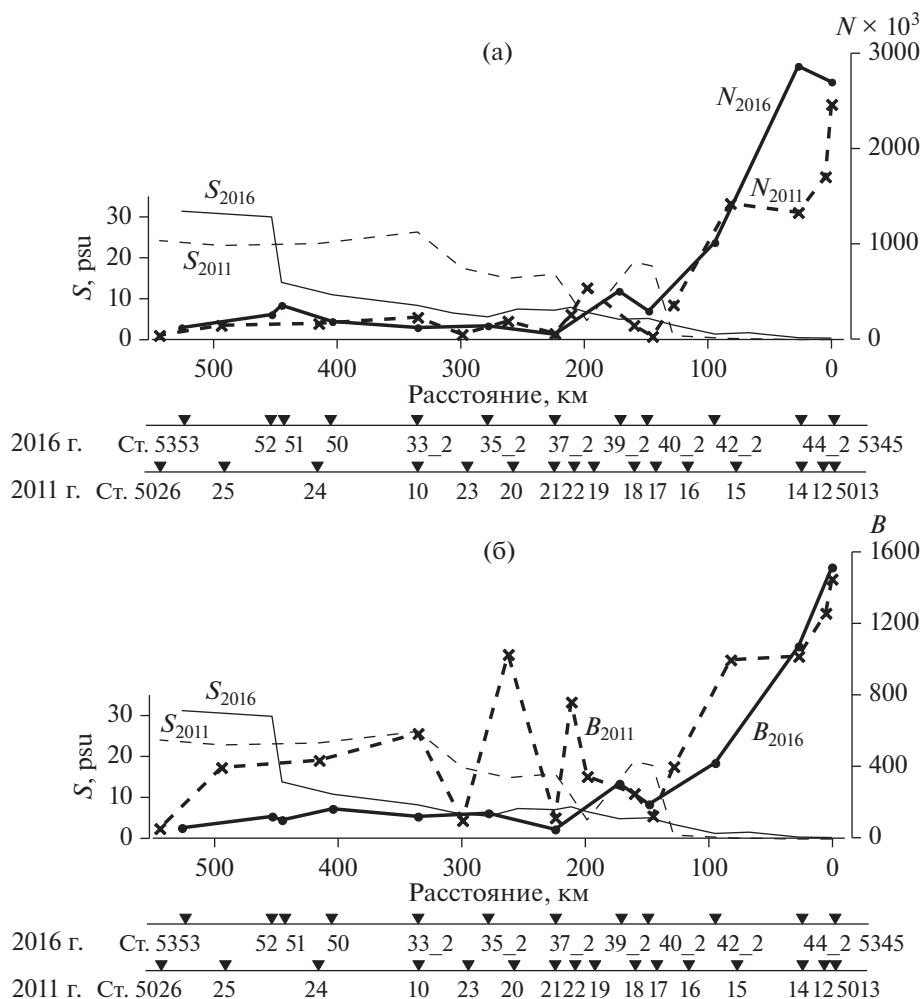 (а)
N × 10³
3000
2000
1000
0
N₂₀₁₆
N₂₀₁₁
S₂₀₁₆
S₂₀₁₁
S, psu
30
20
10
0
500 400 300 200 100 0
Расстояние, км
2016 г. Ст. 5353 52 51 50 33_2 35_2 37_2 39_2 40_2 42_2 44_2 5345
2011 г. Ст. 5026 25 24 10 23 20 21 22 19 18 17 16 15 14 12 5013
(б)
B
1600
1200
800
400
0
S₂₀₁₆
S₂₀₁₁
B₂₀₁₁
B₂₀₁₆
S, psu
30
20
10
0
500 400 300 200 100 0
Расстояние, км
2016 г. Ст. 5353 52 51 50 33_2 35_2 37_2 39_2 40_2 42_2 44_2 5345
2011 г. Ст. 5026 25 24 10 23 20 21 22 19 18 17 16 15 14 12 5013